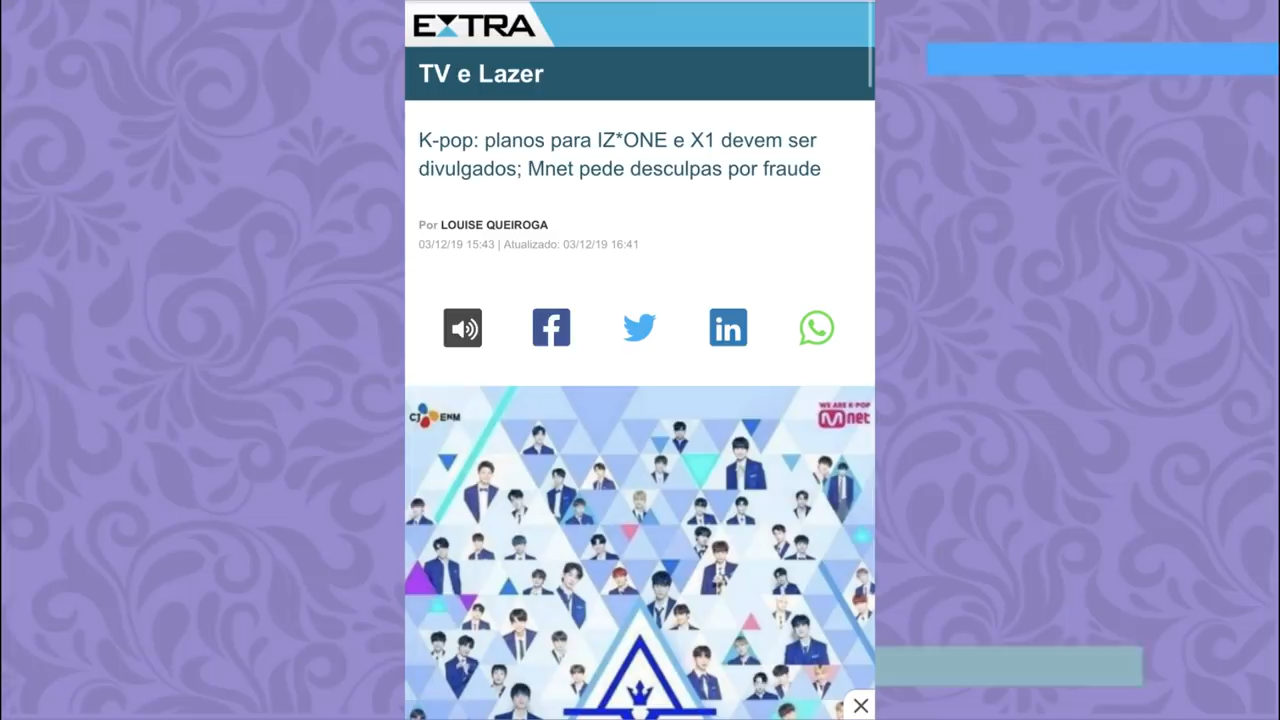 EXTRA
TV e Lazer
K-pop: planos para IZ*ONE e X1 devem ser
divulgados; Mnet pede desculpas por fraude
Por LOUISE QUEIROGA
03/12/19 15:43 | Atualizado: 03/12/19 16:41
in
CJ ENM
WE ARE K-POP
Mnet